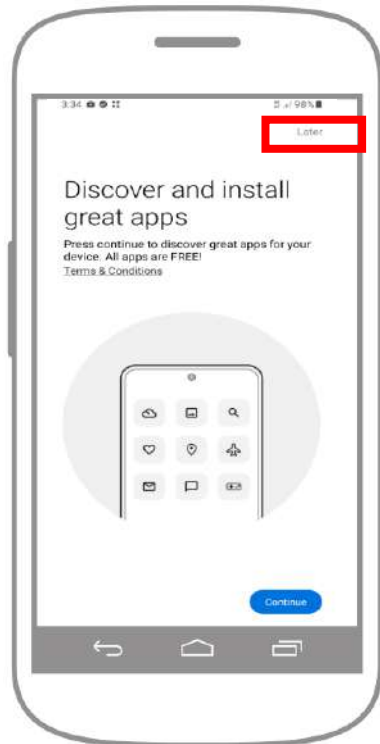 3:34
98%
Later
Discover and install
great apps
Press continue to discover great apps for your
device. All apps are FREE!
Terms & Conditions
Continue